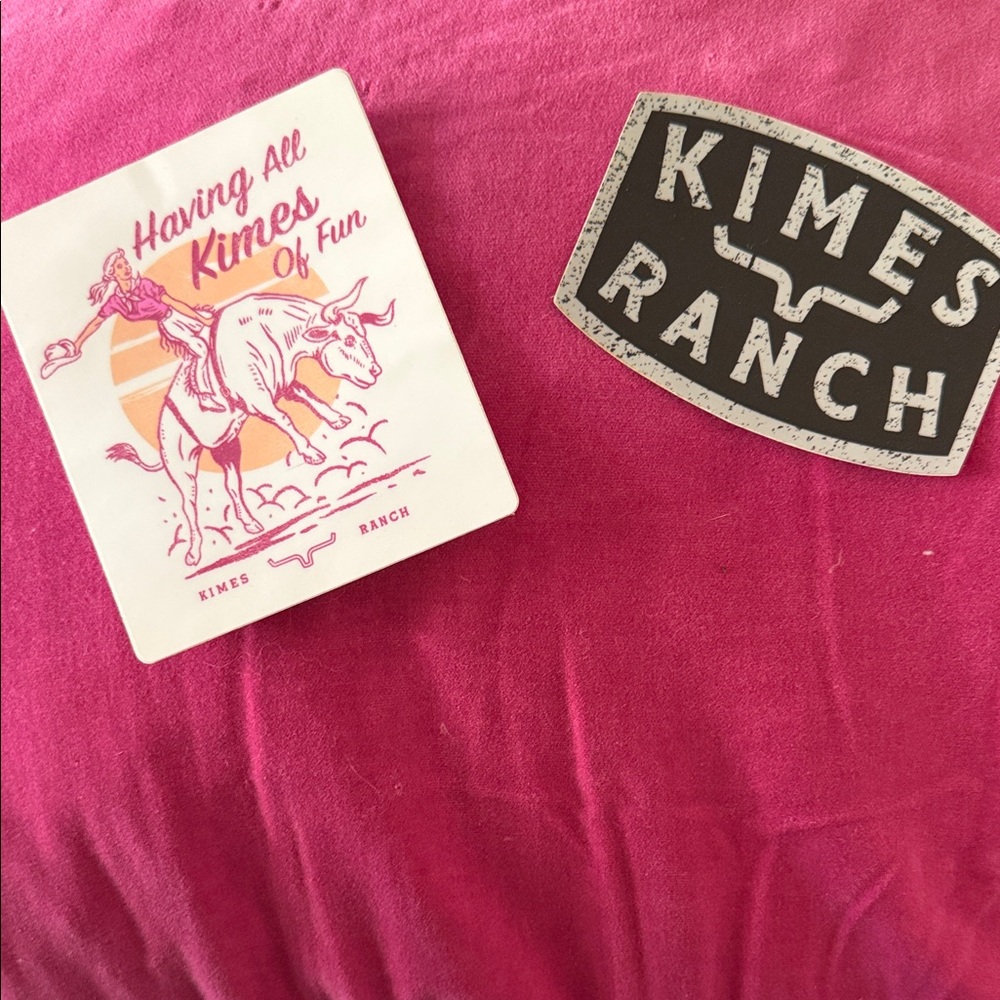 Having All
Kimes
Of Fun
KIMES RANCH
KIMES
RANCH